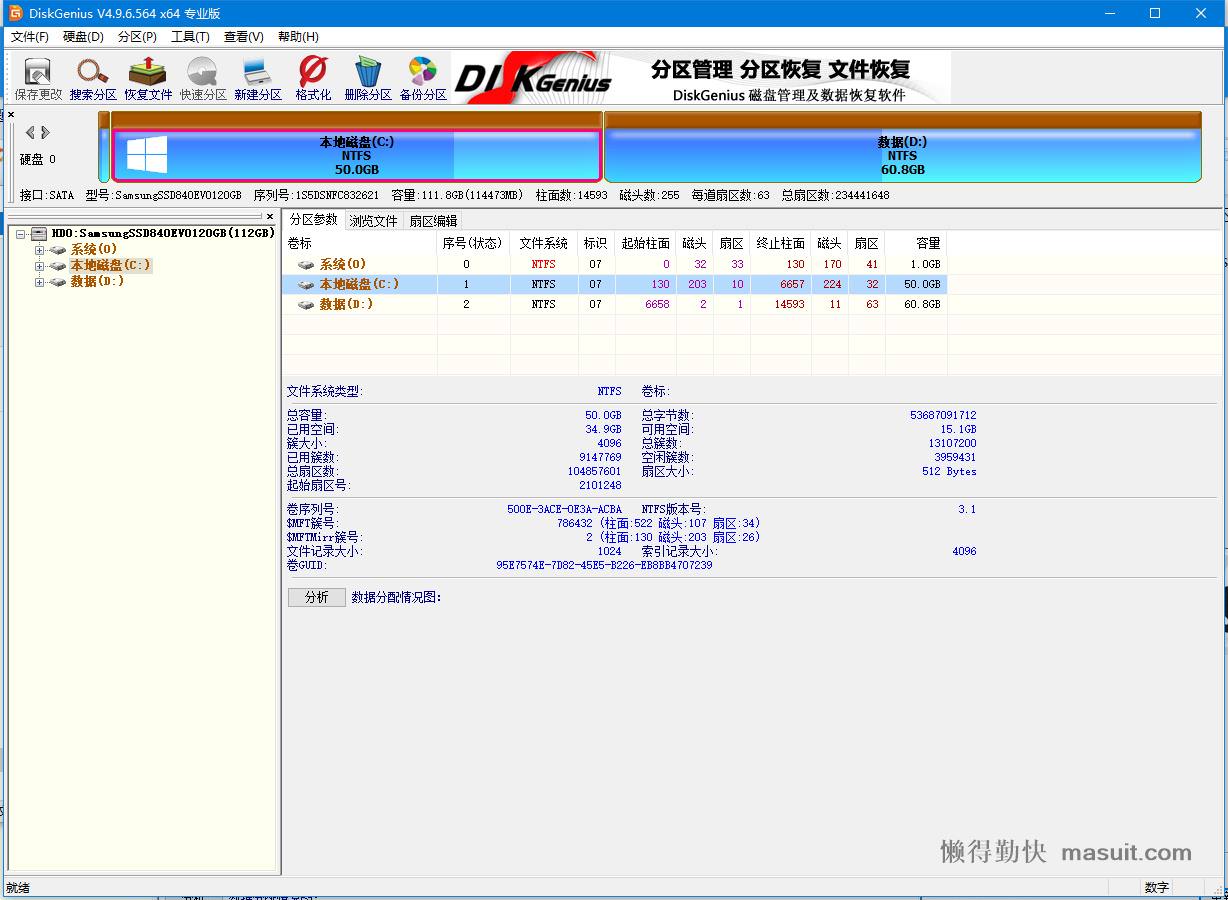 DiskGenius V4.9.6.564 x64 专业版
文件(F) 硬盘(D) 分区(P) 工具(T) 查看(V) 帮助(H)
保存更改 搜索分区 恢复文件 快速分区 新建分区 格式化 删除分区 备份分区
DISKGenius
分区管理 分区恢复 文件恢复
DiskGenius 磁盘管理及数据恢复软件
硬盘 0
本地磁盘(C:)
NTFS
50.0GB
数据(D:)
NTFS
60.8GB
接口:SATA 型号:SamsungSSD840EVO120GB 序列号:1S5DSNFC832621 容量:111.8GB(114473MB) 柱面数:14593 磁头数:255 每道扇区数:63 总扇区数:234441648
HD0:SamsungSSD840EVO120GB(112GB)
系统(0)
本地磁盘(C:)
数据(D:)
分区参数 浏览文件 扇区编辑
卷标 序号(状态) 文件系统 标识 起始柱面 磁头 扇区 终止柱面 磁头 扇区 容量
系统(0) 0 NTFS 07 0 32 33 130 170 41 1.0GB
本地磁盘(C:) 1 NTFS 07 130 203 10 6657 224 32 50.0GB
数据(D:) 2 NTFS 07 6658 2 1 14593 11 63 60.8GB
文件系统类型: NTFS 卷标:
总容量: 50.0GB 总字节数: 53687091712
已用空间: 34.9GB 可用空间: 15.1GB
簇大小: 4096 总簇数: 13107200
已用簇数: 9147769 空闲簇数: 3959431
总扇区数: 104857601 扇区大小: 512 Bytes
起始扇区号: 2101248
卷序列号: 500E-3ACE-0E3A-ACBA NTFS版本号: 3.1
$MFT簇号: 786432 (柱面:522 磁头:107 扇区:34)
$MFTMirr簇号: 2 (柱面:130 磁头:203 扇区:26)
文件记录大小: 1024 索引记录大小: 4096
卷GUID: 95E7574E-7D82-45E5-B226-EB8BB4707239
分析 数据分配情况图:
懒得勤快 masuit.com
就绪 数字